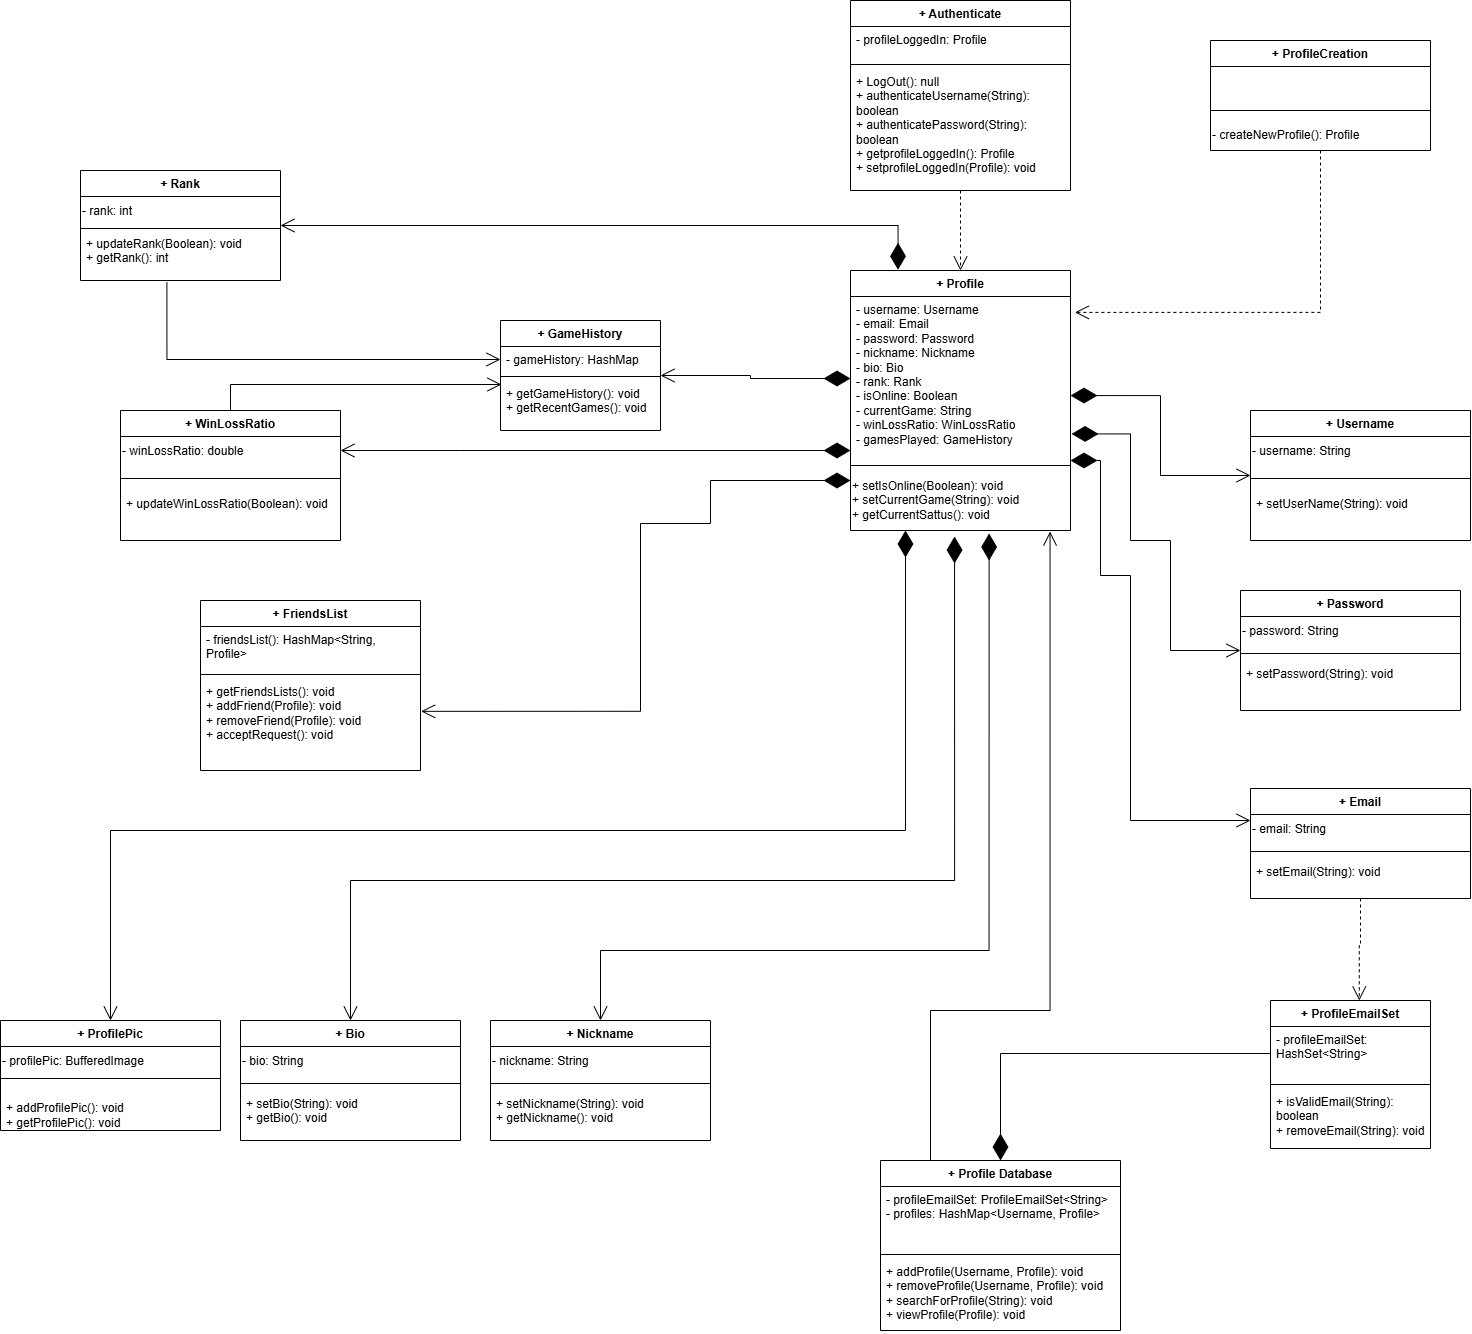 + Authenticate
- profileLoggedIn: Profile
+ LogOut(): null
+ authenticateUsername(String):
boolean
+ authenticatePassword(String):
boolean
+ getprofileLoggedIn(): Profile
+ setprofileLoggedIn(Profile): void
+ ProfileCreation
- createNewProfile(): Profile
+ Rank
- rank: int
+ updateRank(Boolean): void
+ getRank(): int
+ Profile
- username: Username
- email: Email
- password: Password
- nickname: Nickname
- bio: Bio
- rank: Rank
- isOnline: Boolean
- currentGame: String
- winLossRatio: WinLossRatio
- gamesPlayed: GameHistory
+ setIsOnline(Boolean): void
+ setCurrentGame(String): void
+ getCurrentSattus(): void
+ GameHistory
- gameHistory: HashMap
+ getGameHistory(): void
+ getRecentGames(): void
+ WinLossRatio
- winLossRatio: double
+ updateWinLossRatio(Boolean): void
+ Username
- username: String
+ setUserName(String): void
+ Password
- password: String
+ setPassword(String): void
+ FriendsList
- friendsList(): HashMap<String,
Profile>
+ getFriendsLists(): void
+ addFriend(Profile): void
+ removeFriend(Profile): void
+ acceptRequest(): void
+ Email
- email: String
+ setEmail(String): void
+ ProfilePic
- profilePic: BufferedImage
+ addProfilePic(): void
+ getProfilePic(): void
+ Bio
- bio: String
+ setBio(String): void
+ getBio(): void
+ Nickname
- nickname: String
+ setNickname(String): void
+ getNickname(): void
+ ProfileEmailSet
- profileEmailSet:
HashSet<String>
+ isValidEmail(String):
boolean
+ removeEmail(String): void
+ Profile Database
- profileEmailSet: ProfileEmailSet<String>
- profiles: HashMap<Username, Profile>
+ addProfile(Username, Profile): void
+ removeProfile(Username, Profile): void
+ searchForProfile(String): void
+ viewProfile(Profile): void